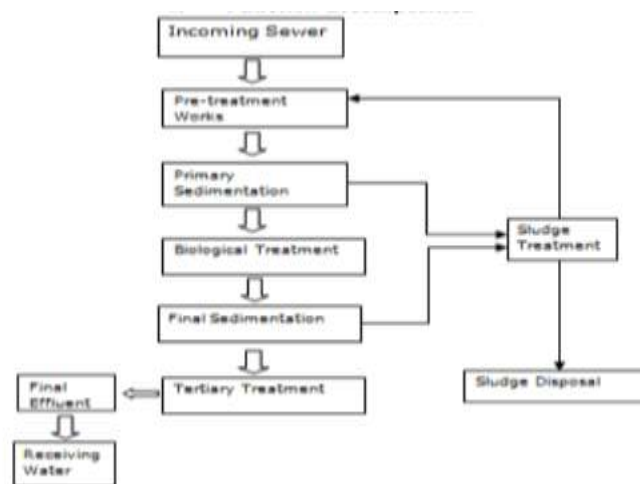 Incoming Sewer
Pre-treatment
Works
Primary
Sedimentation
Sludge
Treatment
Biological Treatment
Final Sedimentation
Tertiary Treatment
Final
Effluent
Sludge Disposal
Receiving
Water